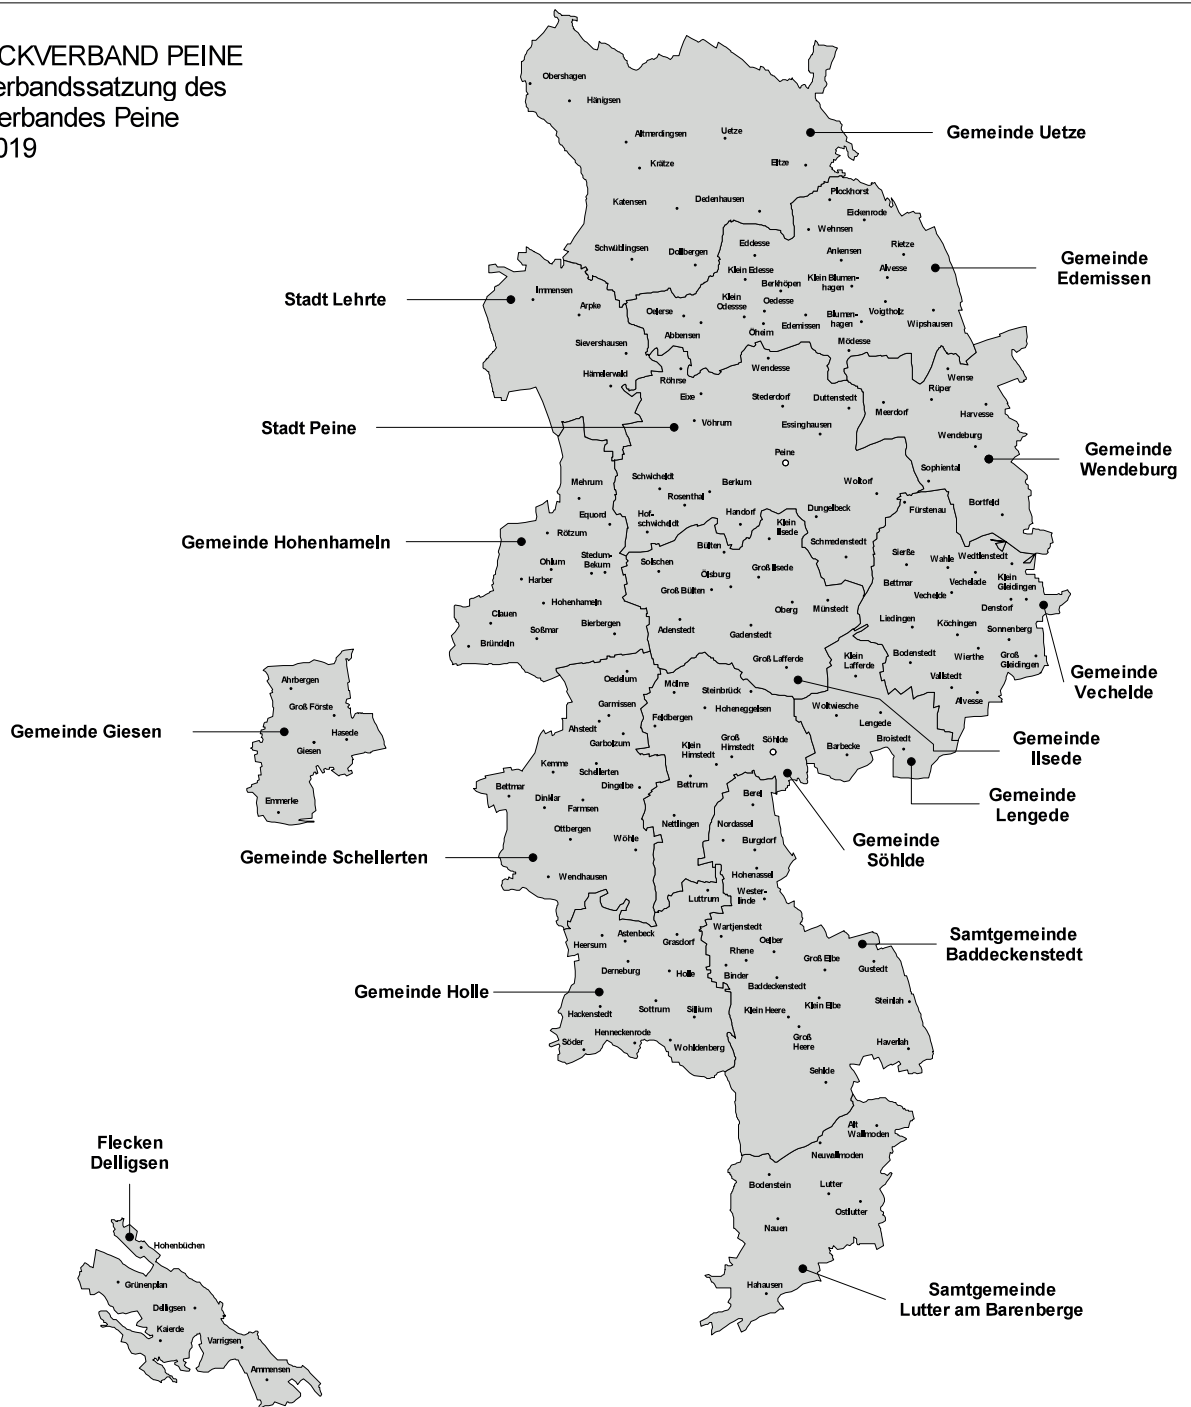 CKVERBAND PEINE
erbandssatzung des
erbandes Peine
019
Obershagen
Hänigsen
Altmerdingsen
Uetze
Gemeinde Uetze
Krätze
Eltze
Katensen
Dedenhausen
Schwüblingsen
Dollbergen
Plockhorst
Eickenrode
Wehnsen
Eddesse
Ankensen
Rietze
Klein Edesse
Alvesse
Gemeinde
Edemissen
Berkhöpen
Klein Blumen-
hagen
Klein
Odessse
Oedesse
Oelerse
Voigtholz
Abbensen
Öheim
Edemissen
Blumen-
hagen
Wipshausen
Mödesse
Stadt Lehrte
Immensen
Arpke
Sievershausen
Hämelerwald
Röhrse
Wendesse
Eixe
Stederdorf
Duttenstedt
Stadt Peine
Vöhrum
Essinghausen
Peine
Schwicheldt
Berkum
Woltorf
Rosenthal
Hof-
schwicheldt
Handorf
Dungelbeck
Schmedenstedt
Wense
Rüper
Meerdorf
Harvesse
Wendeburg
Gemeinde
Wendeburg
Sophiental
Bortfeld
Mehrum
Equord
Gemeinde Hohenhameln
Rötzum
Ohlum
Stedum-
Bekum
Harber
Hohenhameln
Clauen
Soßmar
Bierbergen
Bründeln
Klein
Ilsede
Bülten
Solschen
Ölsburg
Groß Ilsede
Groß Bülten
Oberg
Münstedt
Adenstedt
Gadenstedt
Groß Lafferde
Fürstenau
Sierße
Wahle
Wedtlenstedt
Bettmar
Vechelade
Klein
Gleidingen
Vechelde
Denstorf
Liedingen
Köchingen
Sonnenberg
Bodenstedt
Wierthe
Groß
Gleidingen
Vallstedt
Alvesse
Gemeinde
Vechelde
Klein
Lafferde
Woltwiesche
Lengede
Barbecke
Broistedt
Gemeinde
Ilsede
Gemeinde
Lengede
Ahrbergen
Groß Förste
Gemeinde Giesen
Hasede
Giesen
Emmerke
Oedelum
Garmissen
Ahstedt
Garbolzum
Kemme
Schellerten
Bettmar
Dingelbe
Dinklar
Farmsen
Ottbergen
Wöhle
Gemeinde Schellerten
Wendhausen
Mölme
Steinbrück
Feldbergen
Hoheneggelsen
Groß
Himstedt
Söhlde
Klein
Himstedt
Bettrum
Nettlingen
Gemeinde
Söhlde
Berel
Nordassel
Burgdorf
Hohenassel
Wester-
linde
Luttrum
Wartjenstedt
Oelber
Rhene
Groß Elbe
Binder
Gustedt
Baddeckenstedt
Samtgemeinde
Baddeckenstedt
Klein Heere
Klein Elbe
Steinlah
Groß
Heere
Haverlah
Sehlde
Astenbeck
Grasdorf
Heersum
Derneburg
Holle
Gemeinde Holle
Hackenstedt
Sottrum
Sillium
Henneckenrode
Söder
Wohldenberg
Alt
Wallmoden
Neuwallmoden
Bodenstein
Lutter
Ostlutter
Nauen
Hahausen
Samtgemeinde
Lutter am Barenberge
Flecken
Delligsen
Hohenbüchen
Grünenplan
Delligsen
Kaierde
Varrigsen
Ammensen